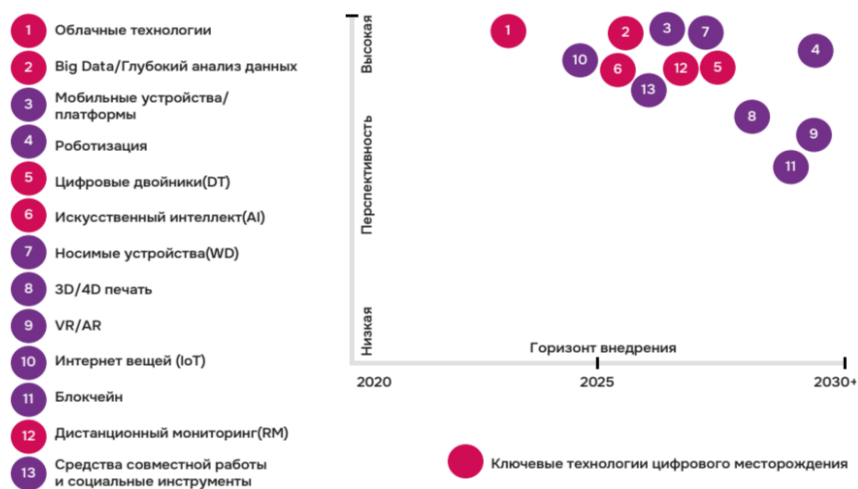 1 Облачные технологии
2 Big Data/Глубокий анализ данных
3 Мобильные устройства/
платформы
4 Роботизация
5 Цифровые двойники(DT)
6 Искусственный интеллект(AI)
7 Носимые устройства(WD)
8 3D/4D печать
9 VR/AR
10 Интернет вещей (IoT)
11 Блокчейн
12 Дистанционный мониторинг(RM)
13 Средства совместной работы
и социальные инструменты
Высокая
Перспективность
Низкая
1
2
3
7
4
10
6
12
5
13
8
9
11
Горизонт внедрения
2020
2025
2030+
Ключевые технологии цифрового месторождения